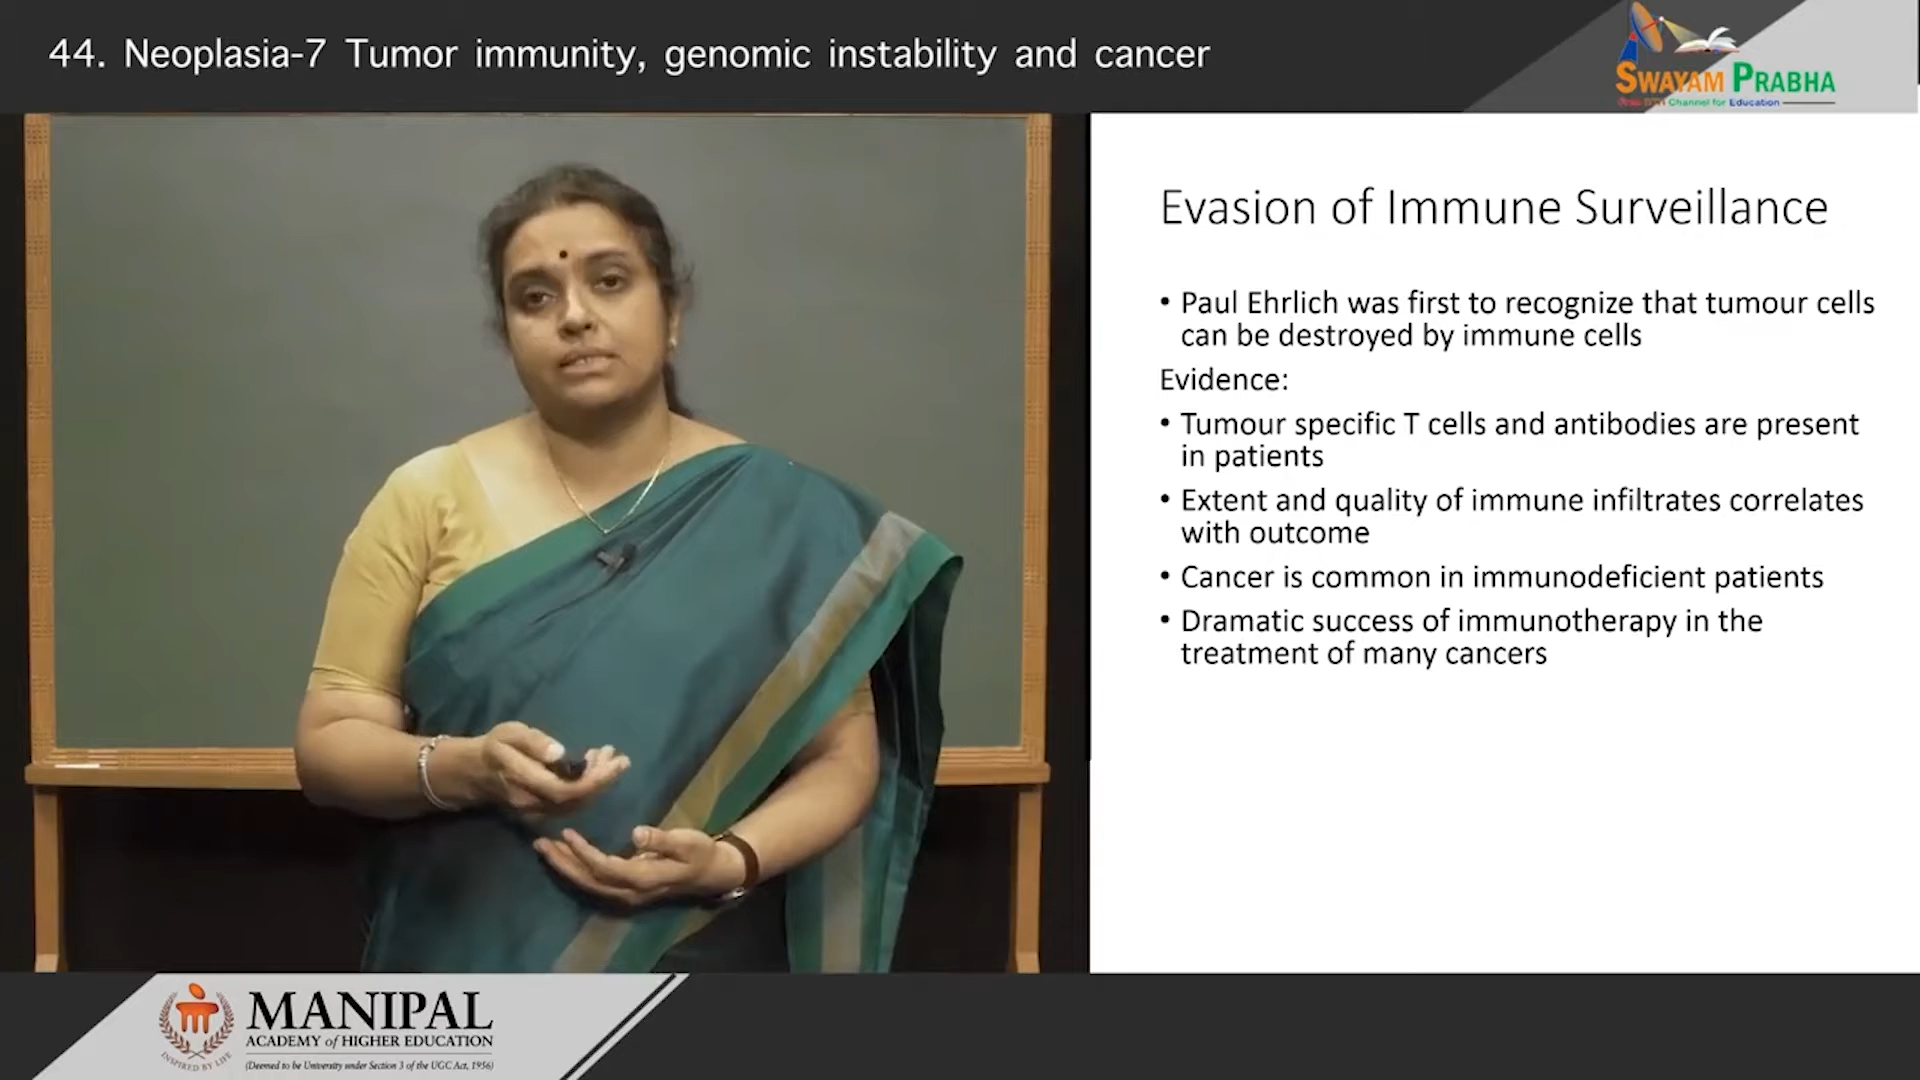 44. Neoplasia-7 Tumor immunity, genomic instability and cancer
SWAYAM PRABHA
Channel for Education
Evasion of Immune Surveillance
• Paul Ehrlich was first to recognize that tumour cells
can be destroyed by immune cells
Evidence:
• Tumour specific T cells and antibodies are present
in patients
• Extent and quality of immune infiltrates correlates
with outcome
• Cancer is common in immunodeficient patients
• Dramatic success of immunotherapy in the
treatment of many cancers
INSPIRED BY LIFE
MANIPAL
ACADEMY of HIGHER EDUCATION
(Deemed to be University under Section 3 of the UGC Act, 1956)